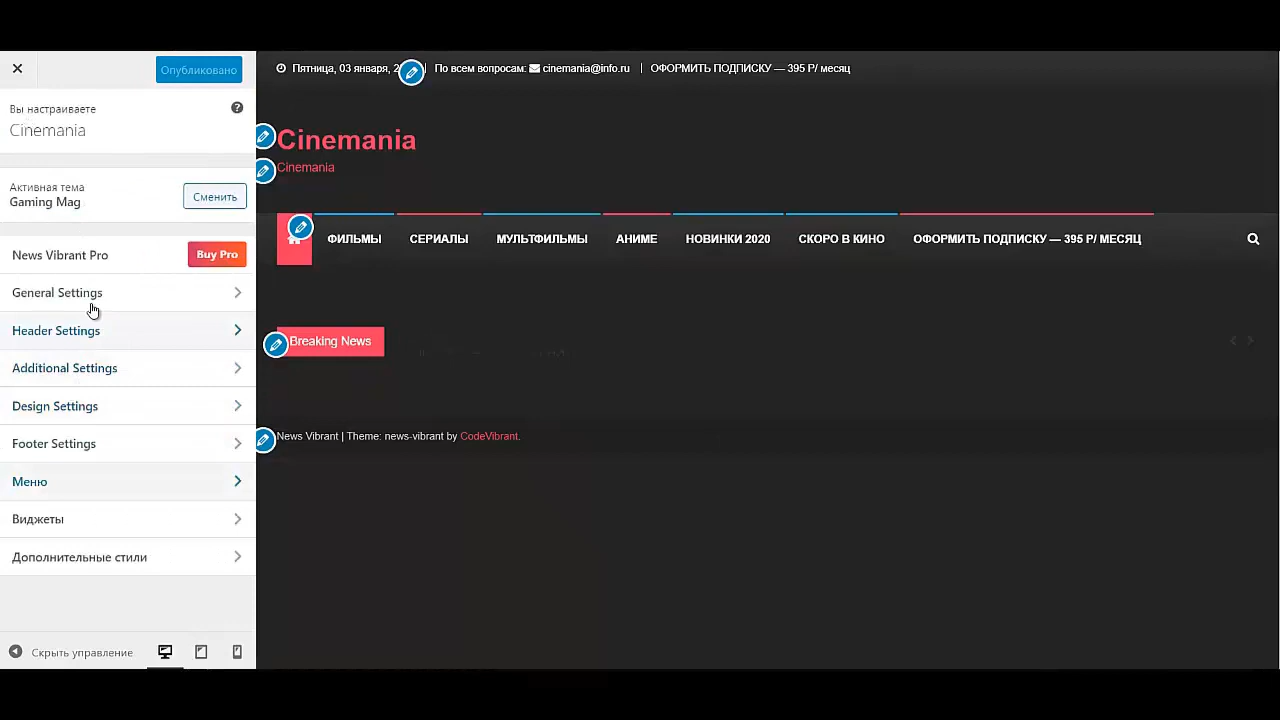 Опубликовано
Вы настраиваете
Cinemania
Активная тема
Gaming Mag
Сменить
News Vibrant Pro
Buy Pro
General Settings
Header Settings
Additional Settings
Design Settings
Footer Settings
Меню
Виджеты
Дополнительные стили
Скрыть управление
Пятница, 03 января, 2
По всем вопросам: cinemania@info.ru
ОФОРМИТЬ ПОДПИСКУ — 395 Р/ месяц
Cinemania
Cinemania
ФИЛЬМЫ СЕРИАЛЫ МУЛЬТФИЛЬМЫ АНИМЕ НОВИНКИ 2020 СКОРО В КИНО ОФОРМИТЬ ПОДПИСКУ — 395 Р/ МЕСЯЦ
Breaking News
News Vibrant | Theme: news-vibrant by CodeVibrant.